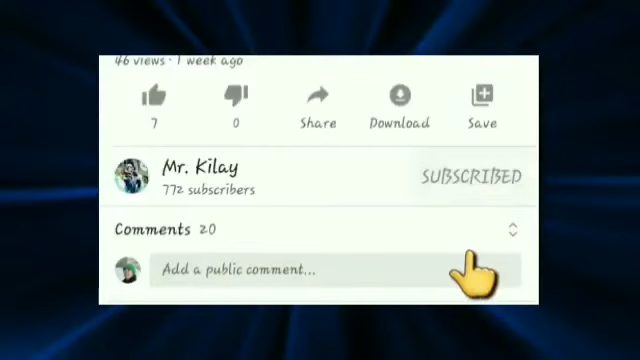 46 views · 1 week ago
7
0
Share
Download
Save
Mr. Kilay
772 subscribers
SUBSCRIBED
Comments 20
Add a public comment...